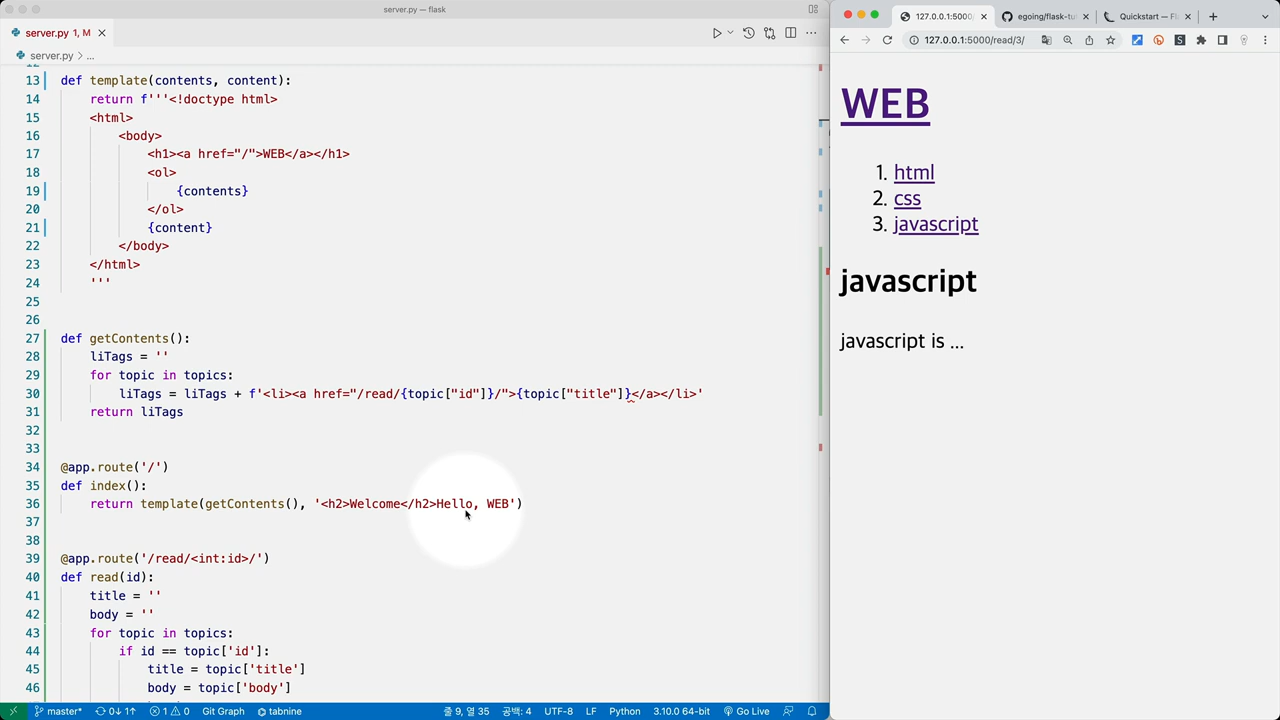 server.py — flask
server.py 1, M
server.py > ...
13 def template(contents, content):
14 return f'''<!doctype html>
15 <html>
16 <body>
17 <h1><a href="/">WEB</a></h1>
18 <ol>
19 {contents}
20 </ol>
21 {content}
22 </body>
23 </html>
24 '''
25
26
27 def getContents():
28 liTags = ''
29 for topic in topics:
30 liTags = liTags + f'<li><a href="/read/{topic["id"]}/">{topic["title"]}</a></li>'
31 return liTags
32
33
34 @app.route('/')
35 def index():
36 return template(getContents(), '<h2>Welcome</h2>Hello, WEB')
37
38
39 @app.route('/read/<int:id>/')
40 def read(id):
41 title = ''
42 body = ''
43 for topic in topics:
44 if id == topic['id']:
45 title = topic['title']
46 body = topic['body']
master* 0↓ 1↑ 1 0 Git Graph tabnine 줄 9, 열 35 공백: 4 UTF-8 LF Python 3.10.0 64-bit Go Live
127.0.0.1:5000/ egoing/flask-tu Quickstart — Fl
127.0.0.1:5000/read/3/
WEB
1. html
2. css
3. javascript
javascript
javascript is ...